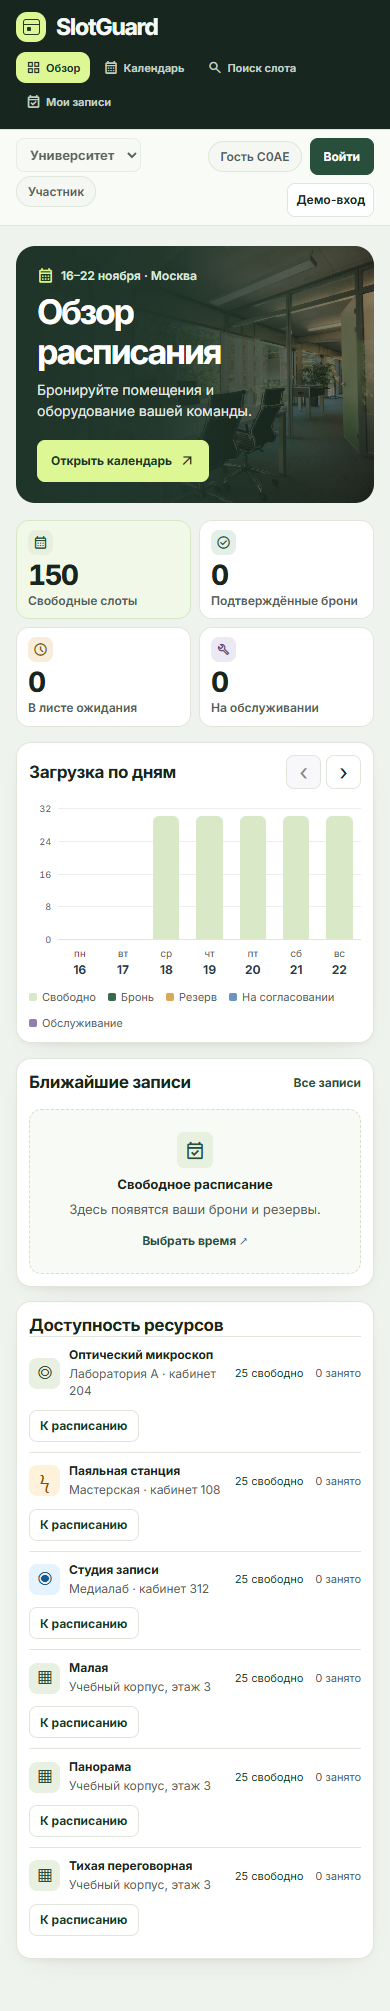 SlotGuard
Обзор
Календарь
Поиск слота
Мои записи
Университет
Гость C0AE
Войти
Участник
Демо-вход
16–22 ноября · Москва
Обзор
расписания
Бронируйте помещения и
оборудование вашей команды.
Открыть календарь
150
Свободные слоты
0
Подтверждённые брони
0
В листе ожидания
0
На обслуживании
Загрузка по дням
32
24
16
8
0
пн вт ср чт пт сб вс
16 17 18 19 20 21 22
Свободно Бронь Резерв На согласовании
Обслуживание
Ближайшие записи
Все записи
Свободное расписание
Здесь появятся ваши брони и резервы.
Выбрать время ↗
Доступность ресурсов
Оптический микроскоп
Лаборатория А · кабинет
204
25 свободно 0 занято
К расписанию
Паяльная станция
Мастерская · кабинет 108
25 свободно 0 занято
К расписанию
Студия записи
Медиалаб · кабинет 312
25 свободно 0 занято
К расписанию
Малая
Учебный корпус, этаж 3
25 свободно 0 занято
К расписанию
Панорама
Учебный корпус, этаж 3
25 свободно 0 занято
К расписанию
Тихая переговорная
Учебный корпус, этаж 3
25 свободно 0 занято
К расписанию